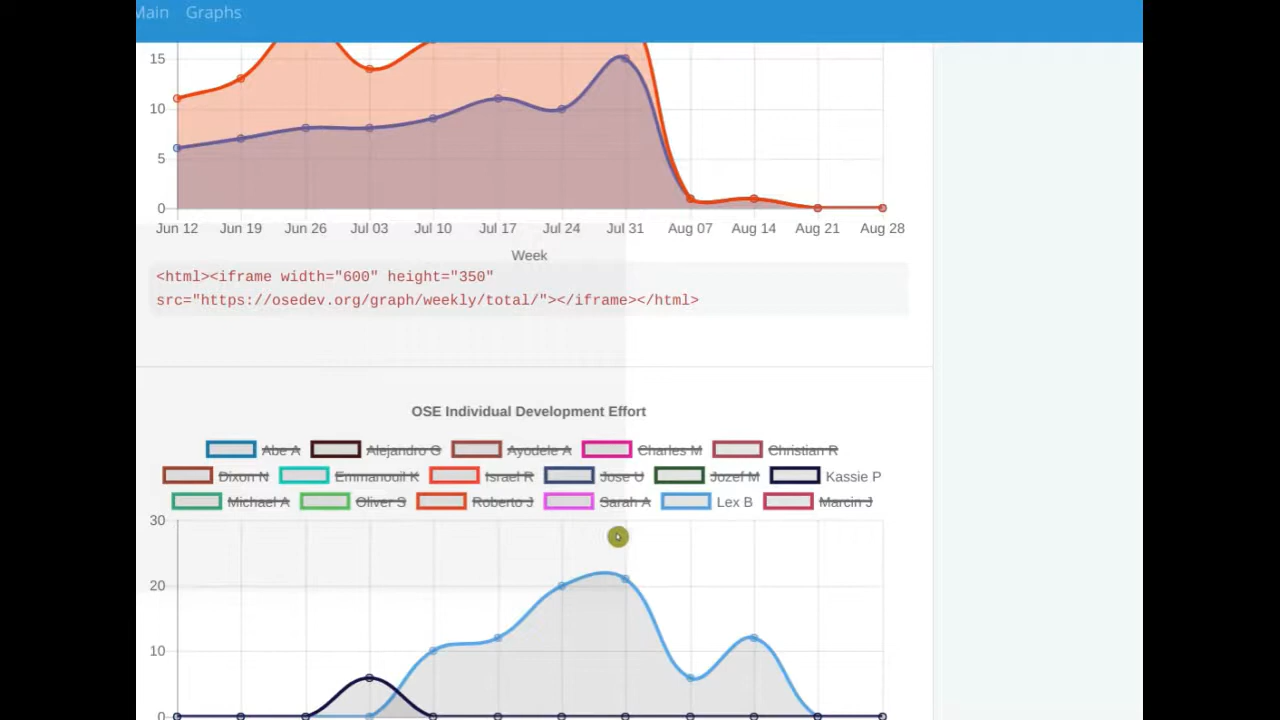 Main Graphs
15
10
5
0
Jun 12 Jun 19 Jun 26 Jul 03 Jul 10 Jul 17 Jul 24 Jul 31 Aug 07 Aug 14 Aug 21 Aug 28
Week
<html><iframe width="600" height="350"
src="https://osedev.org/graph/weekly/total/"></iframe></html>
OSE Individual Development Effort
Abe A Alejandro G Ayodele A Charles M Christian R
Dixon N Emmanouil K Israel R Jose U Jozef M Kassie P
Michael A Oliver S Roberto J Sarah A Lex B Marcin J
30
20
10
0